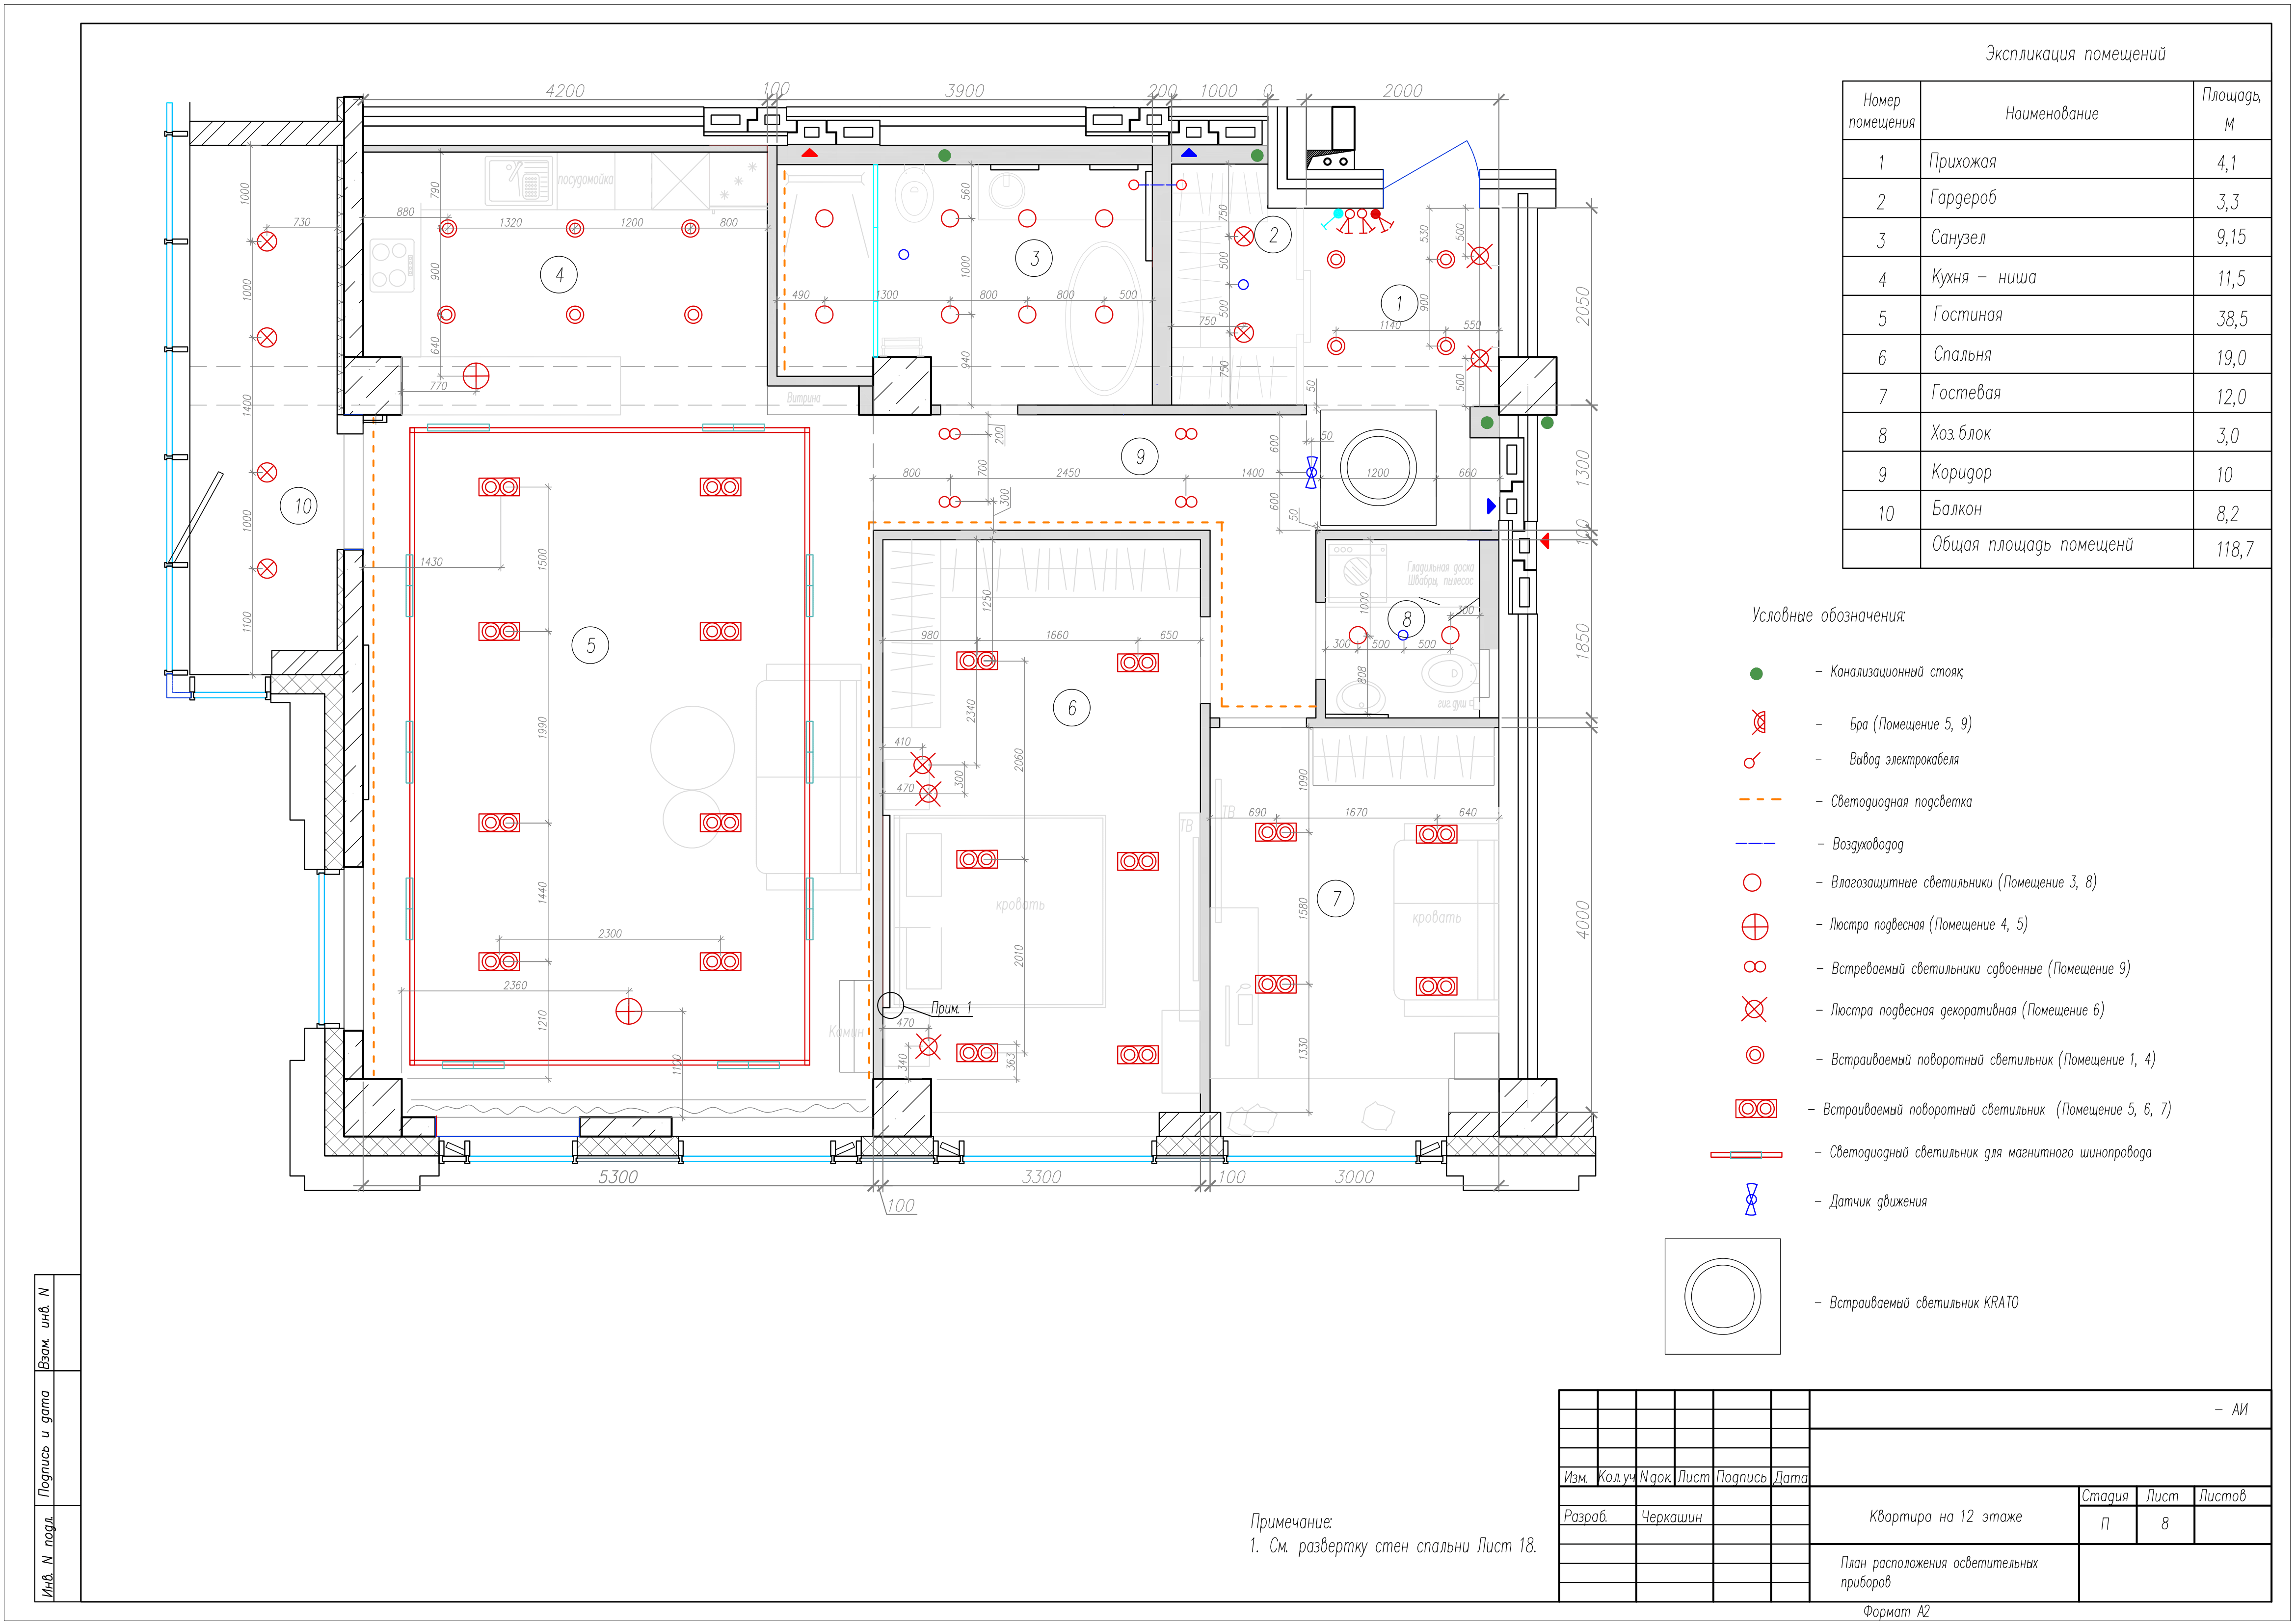 Экспликация помещений
Номер помещения Наименование Площадь, М
1 Прихожая 4,1
2 Гардероб 3,3
3 Санузел 9,15
4 Кухня – ниша 11,5
5 Гостиная 38,5
6 Спальня 19,0
7 Гостевая 12,0
8 Хоз.блок 3,0
9 Коридор 10
10 Балкон 8,2
Общая площадь помещенй 118,7
Условные обозначения:
– Канализационный стояк
– Бра (Помещение 5, 9)
– Вывод электрокабеля
– Светодиодная подсветка
– Воздуховодод
– Влагозащитные светильники (Помещение 3, 8)
– Люстра подвесная (Помещение 4, 5)
– Встреваемый светильники сдвоенные (Помещение 9)
– Люстра подвесная декоративная (Помещение 6)
– Встраиваемый поворотный светильник (Помещение 1, 4)
– Встраиваемый поворотный светильник (Помещение 5, 6, 7)
– Светодиодный светильник для магнитного шинопровода
– Датчик движения
– Встраиваемый светильник KRATO
4200 100 3900 200 1000 0 2000
1000 730 1000 1400 1000 1100
10
790 880 1320 1200 800 900 640 770
посудомойка
4
Витрина
560 1000 940 490 1300 800 800 500
3
750 500 500 750 750
2
530 500 900 1140 550 500 50
1
2050 1300 100 1850 4000
200 700 300 800 2450 1400 600 600 50 50 1200 660
9
1430 1500 1990 1440 2300 2360 1210 1120
5
Камин
1250 980 1660 650 2340 2060 410 470 300 2010 470 340 363
6
кровать
ТВ
Прим. 1
Гладильная доска
Швабры, пылесос
1000 300 300 500 500 808
8
гиг.душ
1090 690 1670 640 1580 1330
7
ТВ
кровать
5300 100 3300 100 3000
Примечание:
1. См. развертку стен спальни Лист 18.
Взам. инв. N
Подпись и дата
Инв. N подл.
– АИ
Изм. Кол.уч N док. Лист Подпись Дата
Разраб. Черкашин
Квартира на 12 этаже
Стадия Лист Листов
П 8
План расположения осветительных
приборов
Формат А2